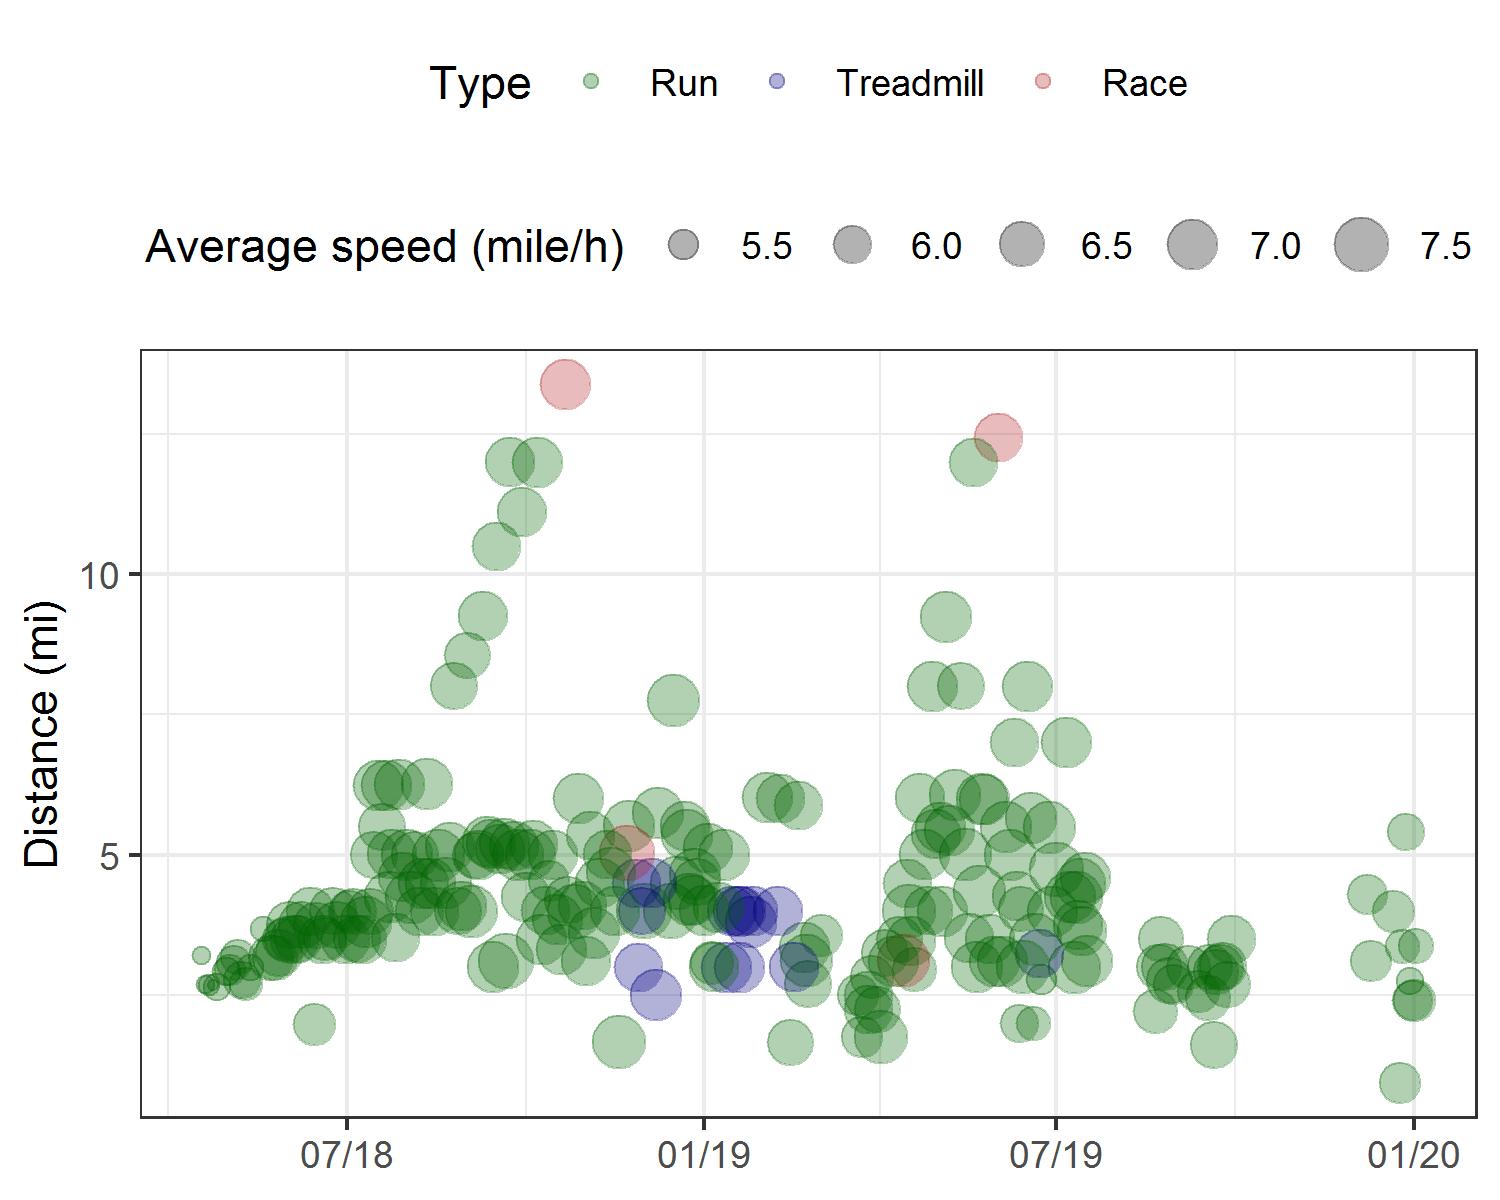 Type Run Treadmill Race
Average speed (mile/h) 5.5 6.0 6.5 7.0 7.5
Distance (mi)
10
5
07/18 01/19 07/19 01/20